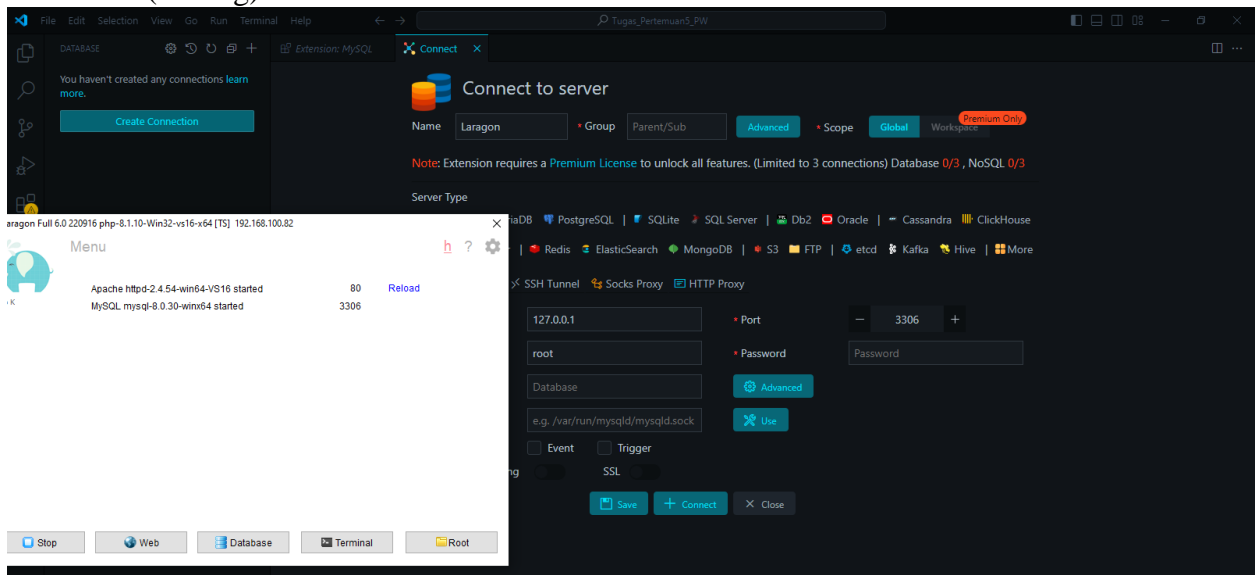 File Edit Selection View Go Run Terminal Help
Tugas_Pertemuan5_PW
DATABASE
Extension: MySQL
Connect
You haven't created any connections learn
more.
Create Connection
Connect to server
Name Laragon * Group Parent/Sub Advanced * Scope Global Workspace
Premium Only
Note: Extension requires a Premium License to unlock all features. (Limited to 3 connections) Database 0/3 , NoSQL 0/3
Server Type
PostgreSQL | SQLite SQL Server | Db2 Oracle | Cassandra ClickHouse
| Redis ElasticSearch MongoDB | S3 FTP | etcd Kafka Hive | More
SSH Tunnel Socks Proxy HTTP Proxy
127.0.0.1 * Port 3306
root * Password Password
Database Advanced
e.g. /var/run/mysqld/mysqld.sock Use
Event Trigger
SSL
Save Connect Close
aragon Full 6.0 220916 php-8.1.10-Win32-vs16-x64 [TS] 192.168.100.82
Menu h ?
Apache httpd-2.4.54-win64-VS16 started 80 Reload
MySQL mysql-8.0.30-winx64 started 3306
Stop Web Database Terminal Root